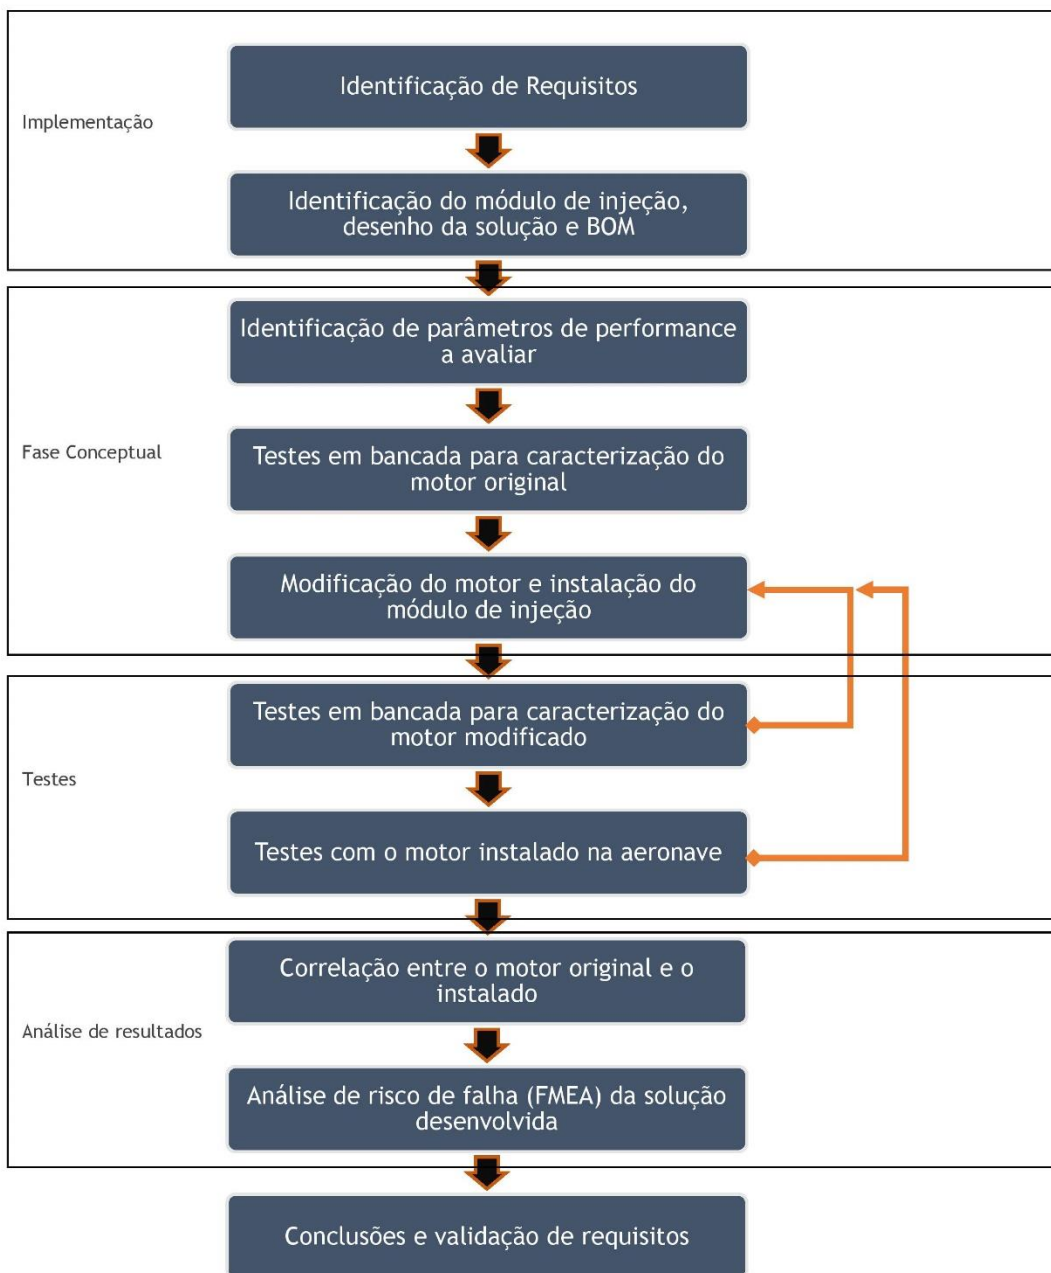 Implementação
Identificação de Requisitos
Identificação do módulo de injeção,
desenho da solução e BOM
Fase Conceptual
Identificação de parâmetros de performance
a avaliar
Testes em bancada para caracterização do
motor original
Modificação do motor e instalação do
módulo de injeção
Testes
Testes em bancada para caracterização do
motor modificado
Testes com o motor instalado na aeronave
Análise de resultados
Correlação entre o motor original e o
instalado
Análise de risco de falha (FMEA) da solução
desenvolvida
Conclusões e validação de requisitos